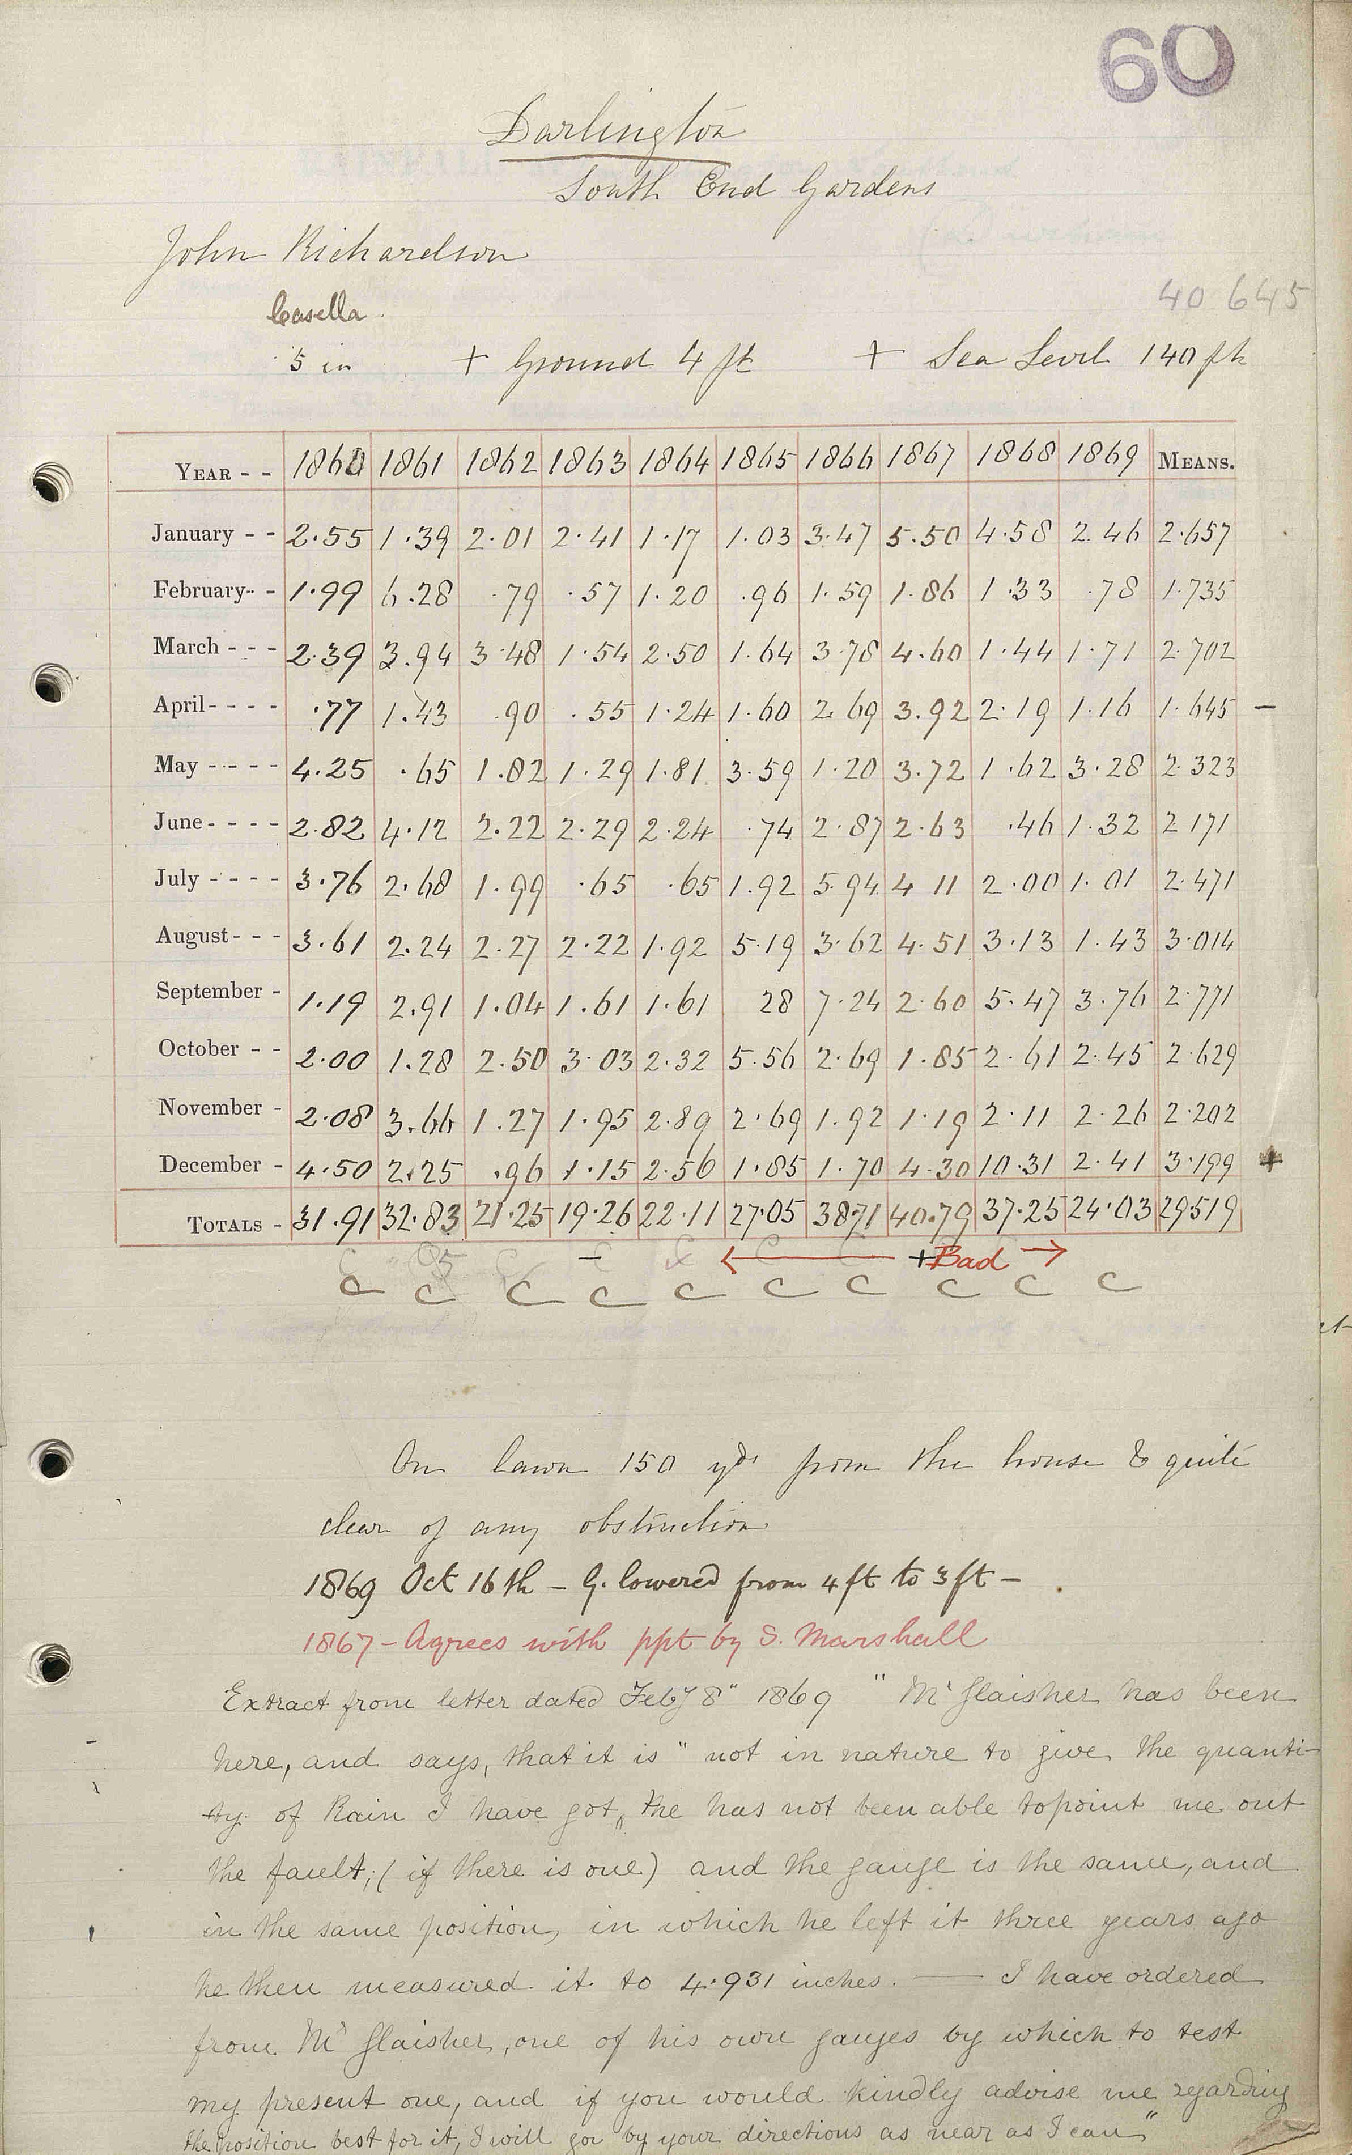 60
Darlington
South End Gardens
John Richardson
40 645
Casella.
5 in + Ground 4 ft + Sea Level 140 ft
YEAR - - 1860 1861 1862 1863 1864 1865 1866 1867 1868 1869 MEANS.
January - - 2.55 1.39 2.01 2.41 1.17 1.03 3.47 5.50 4.58 2.46 2.657
February - - 1.99 6.28 .79 .57 1.20 .96 1.59 1.86 1.33 .78 1.735
March - - - 2.39 3.94 3.48 1.54 2.50 1.64 3.78 4.60 1.44 1.71 2.702
April - - - - .77 1.43 .90 .55 1.24 1.60 2.69 3.92 2.19 1.16 1.645 -
May - - - - 4.25 .65 1.82 1.29 1.81 3.59 1.20 3.72 1.62 3.28 2.323
June - - - - 2.82 4.12 2.22 2.29 2.24 .74 2.87 2.63 .46 1.32 2.171
July - - - - 3.76 2.68 1.99 .65 .65 1.92 5.94 4.11 2.00 1.01 2.471
August - - - 3.61 2.24 2.27 2.22 1.92 5.19 3.62 4.51 3.13 1.43 3.014
September - 1.19 2.91 1.04 1.61 1.61 28 7.24 2.60 5.47 3.76 2.771
October - - 2.00 1.28 2.50 3.03 2.32 5.56 2.69 1.85 2.61 2.45 2.629
November - 2.08 3.66 1.27 1.95 2.89 2.69 1.92 1.19 2.11 2.26 2.202
December - 4.50 2.25 .96 1.15 2.56 1.85 1.70 4.30 10.31 2.41 3.199 +
TOTALS - 31.91 32.83 21.25 19.26 22.11 27.05 38.71 40.79 37.25 24.03 29.519
- + Bad
C C C C C C C C C C
On lawn 150 yds from the house & quite
clear of any obstruction
1869 Oct 16th - G. lowered from 4 ft to 3 ft -
1867 - Agrees with ppt by S. Marshall
Extract from letter dated Feby 8" 1869 "Mr Glaisher has been
here, and says, that it is "not in nature to give the quanti-
ty of Rain I have got", he has not been able to point me out
the fault; (if there is one) and the gauge is the same, and
in the same position, in which he left it three years ago
he then measured it to 4.931 inches. — I have ordered
from Mr Glaisher, one of his own gauges by which to test
my present one, and if you would kindly advise me regarding
the position best for it, I will go by your directions as near as I can"